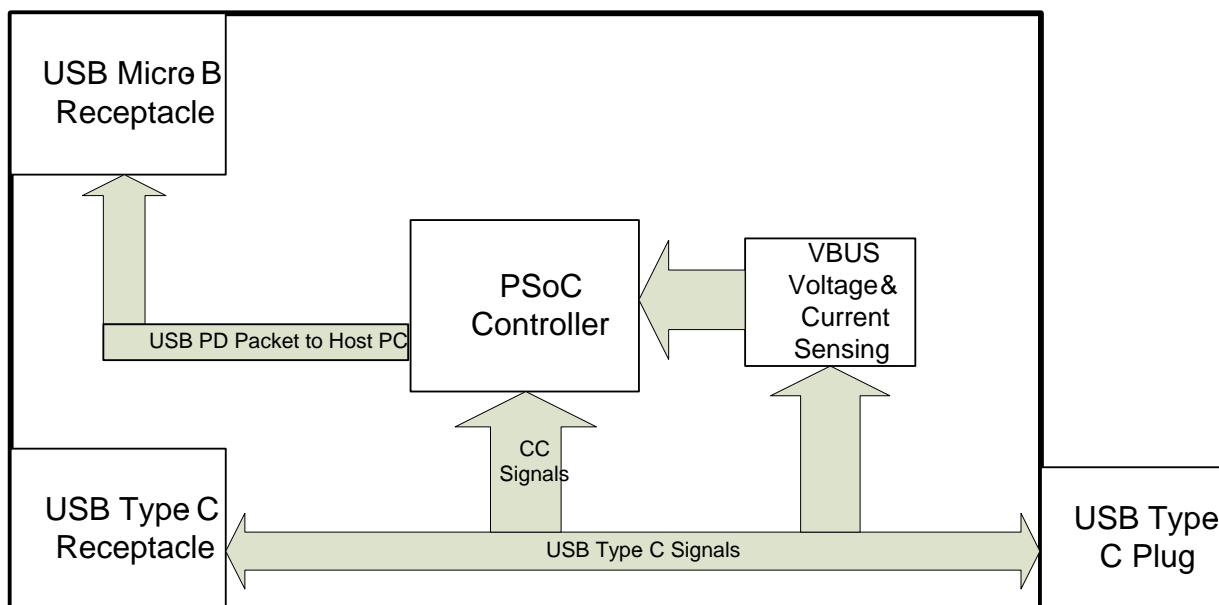 USB Micro-B
Receptacle
PSoC
Controller
VBUS
Voltage &
Current
Sensing
USB PD Packet to Host PC
CC
Signals
USB Type C
Receptacle
USB Type C Signals
USB Type
C Plug